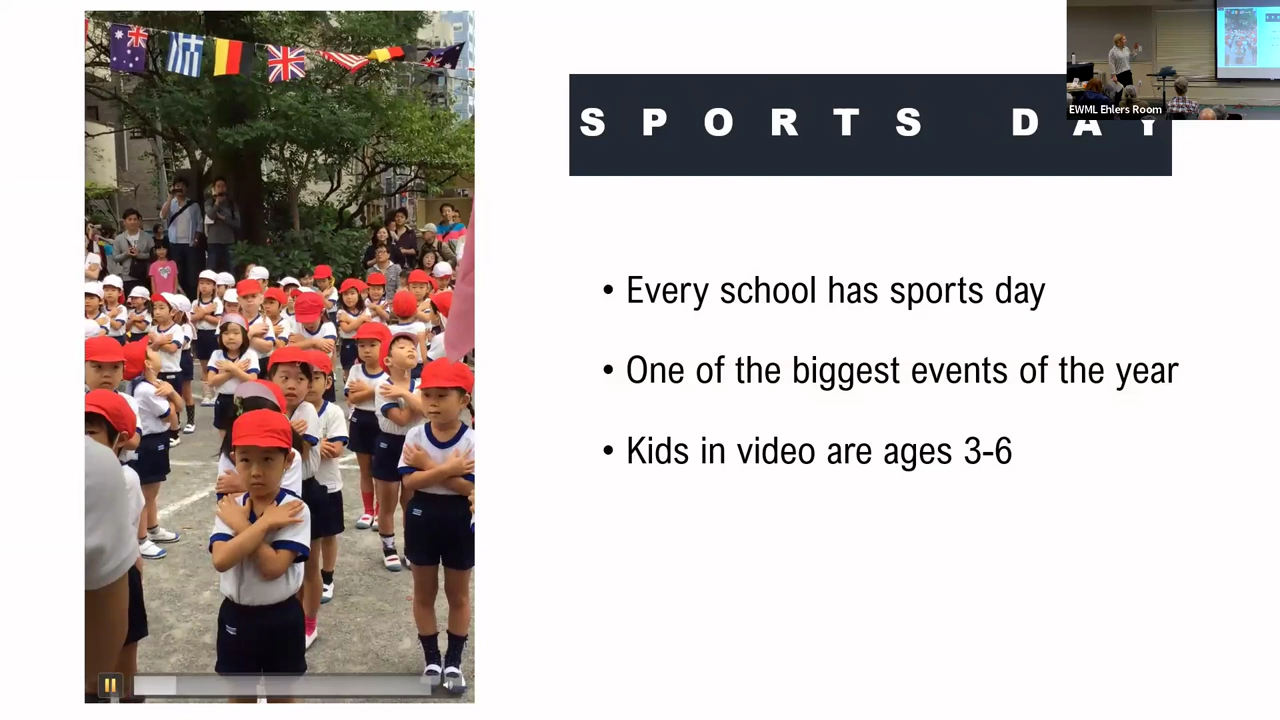 SPORTS DAY
EWML Ehlers Room
• Every school has sports day
• One of the biggest events of the year
• Kids in video are ages 3-6